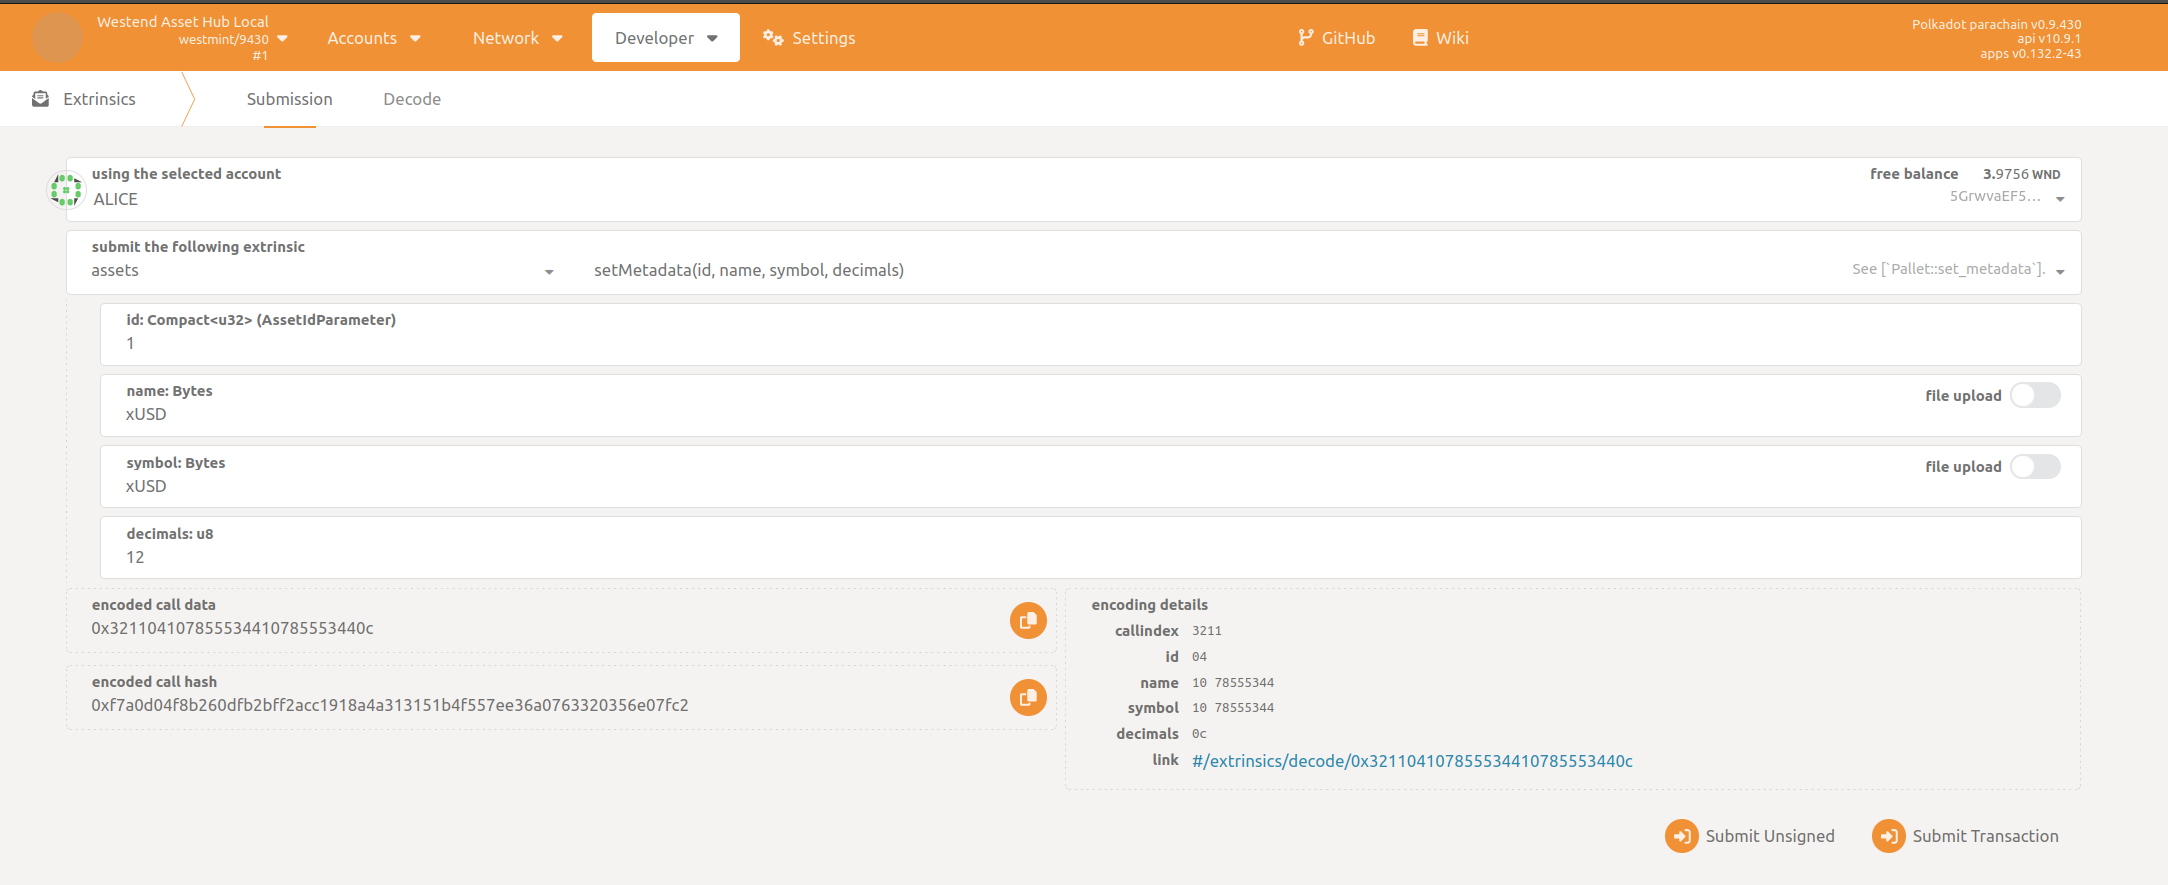 Westend Asset Hub Local
westmint/9430
#1
Accounts
Network
Developer
Settings
GitHub
Wiki
Polkadot parachain v0.9.430
api v10.9.1
apps v0.132.2-43
Extrinsics
Submission
Decode
using the selected account
ALICE
free balance 3.9756 WND
5GrwvaEF5...
submit the following extrinsic
assets
setMetadata(id, name, symbol, decimals)
See [`Pallet::set_metadata`].
id: Compact<u32> (AssetIdParameter)
1
name: Bytes
xUSD
file upload
symbol: Bytes
xUSD
file upload
decimals: u8
12
encoded call data
0x321104107855534410785553440c
encoded call hash
0xf7a0d04f8b260dfb2bff2acc1918a4a313151b4f557ee36a0763320356e07fc2
encoding details
callindex 3211
id 04
name 10 78555344
symbol 10 78555344
decimals 0c
link #/extrinsics/decode/0x321104107855534410785553440c
Submit Unsigned
Submit Transaction